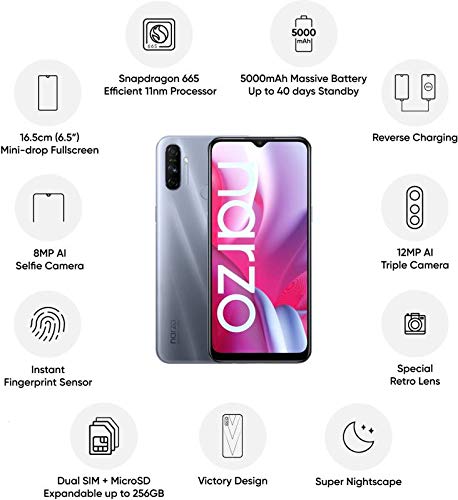 665
5000
mAh
Snapdragon 665
Efficient 11nm Processor
5000mAh Massive Battery
Up to 40 days Standby
16.5cm (6.5”)
Mini-drop Fullscreen
Reverse Charging
8MP AI
Selfie Camera
narzo
narzo
12MP AI
Triple Camera
Instant
Fingerprint Sensor
Special
Retro Lens
Dual SIM + MicroSD
Expandable up to 256GB
Victory Design
Super Nightscape